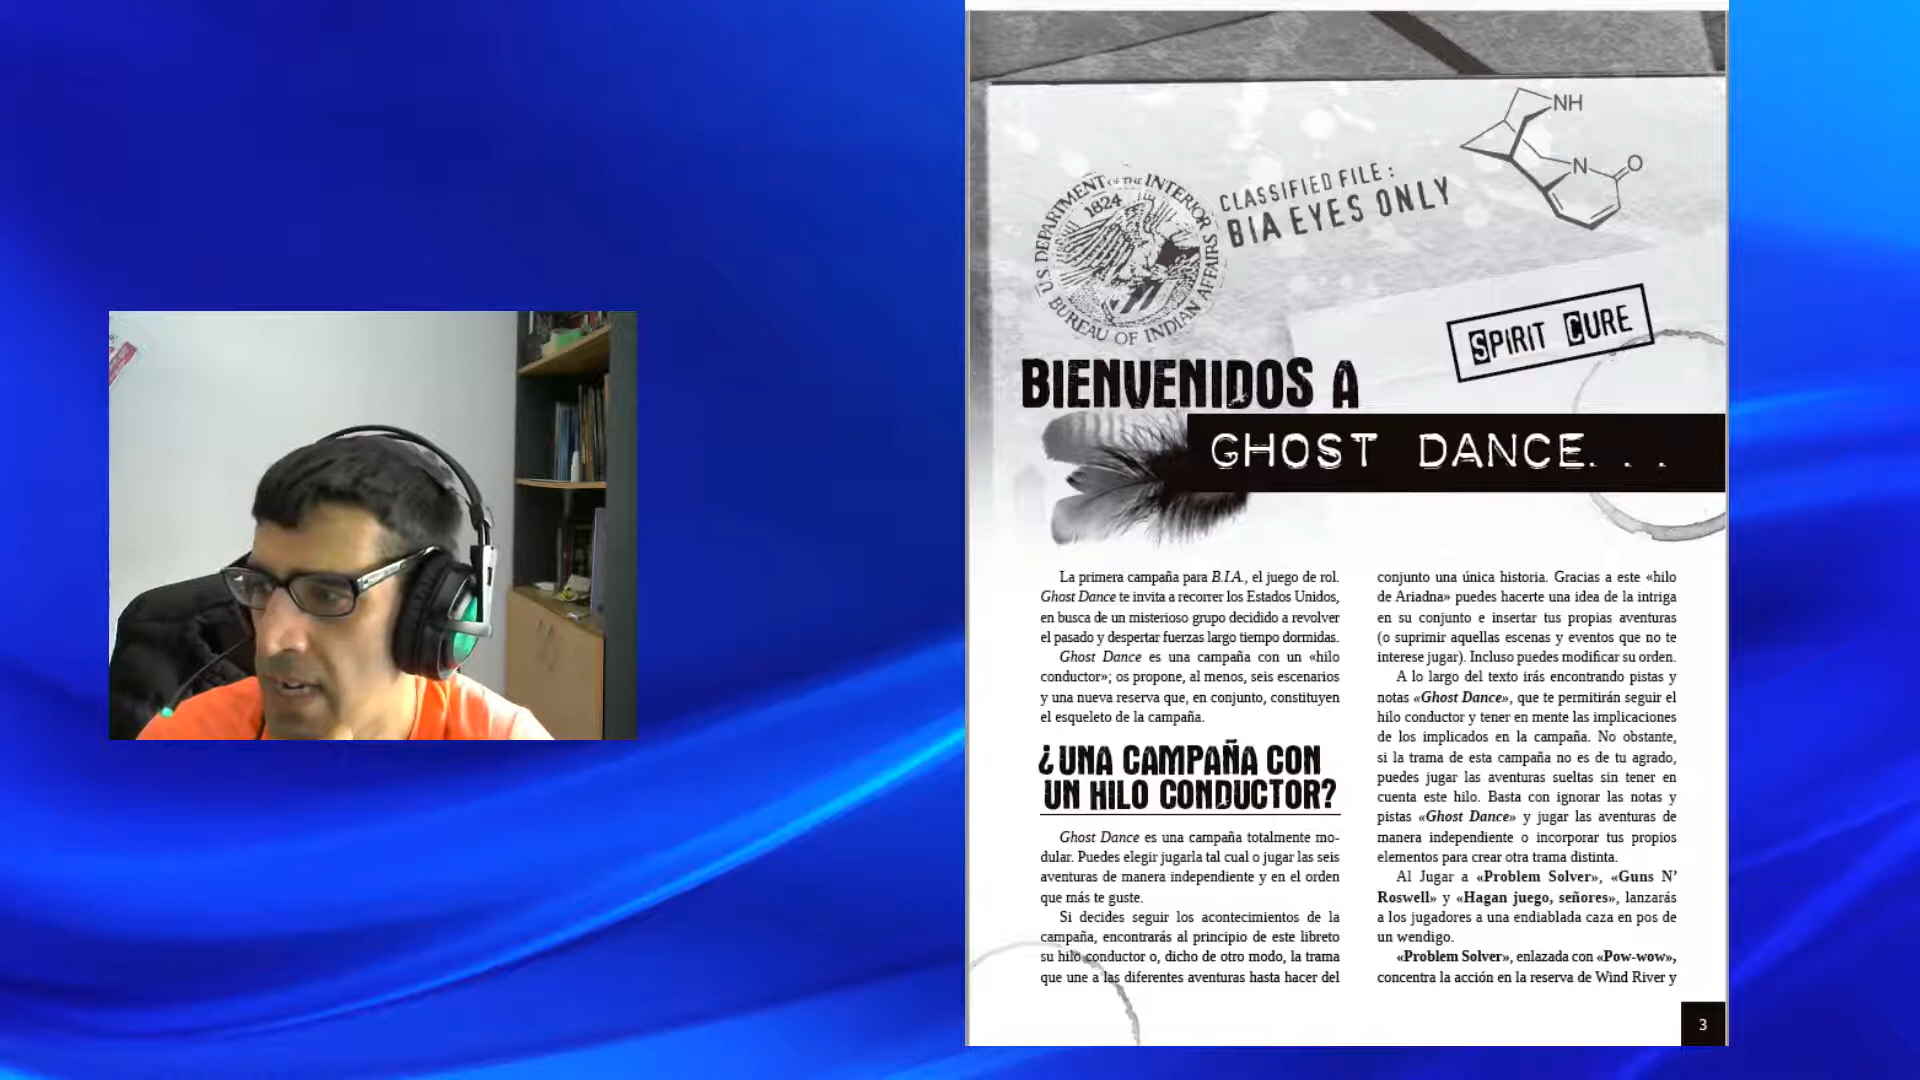 NH
N
O
U.S. DEPARTMENT OF THE INTERIOR
1824
BUREAU OF INDIAN AFFAIRS
CLASSIFIED FILE:
BIA EYES ONLY
SPIRIT CURE
BIENVENIDOS A
GHOST DANCE...
La primera campaña para B.I.A., el juego de rol.
Ghost Dance te invita a recorrer los Estados Unidos,
en busca de un misterioso grupo decidido a revolver
el pasado y despertar fuerzas largo tiempo dormidas.
Ghost Dance es una campaña con un «hilo
conductor»; os propone, al menos, seis escenarios
y una nueva reserva que, en conjunto, constituyen
el esqueleto de la campaña.
¿UNA CAMPAÑA CON
UN HILO CONDUCTOR?
Ghost Dance es una campaña totalmente mo-
dular. Puedes elegir jugarla tal cual o jugar las seis
aventuras de manera independiente y en el orden
que más te guste.
Si decides seguir los acontecimientos de la
campaña, encontrarás al principio de este libreto
su hilo conductor o, dicho de otro modo, la trama
que une a las diferentes aventuras hasta hacer del
conjunto una única historia. Gracias a este «hilo
de Ariadna» puedes hacerte una idea de la intriga
en su conjunto e insertar tus propias aventuras
(o suprimir aquellas escenas y eventos que no te
interese jugar). Incluso puedes modificar su orden.
A lo largo del texto irás encontrando pistas y
notas «Ghost Dance», que te permitirán seguir el
hilo conductor y tener en mente las implicaciones
de los implicados en la campaña. No obstante,
si la trama de esta campaña no es de tu agrado,
puedes jugar las aventuras sueltas sin tener en
cuenta este hilo. Basta con ignorar las notas y
pistas «Ghost Dance» y jugar las aventuras de
manera independiente o incorporar tus propios
elementos para crear otra trama distinta.
Al Jugar a «Problem Solver», «Guns N'
Roswell» y «Hagan juego, señores», lanzarás
a los jugadores a una endiablada caza en pos de
un wendigo.
«Problem Solver», enlazada con «Pow-wow»,
concentra la acción en la reserva de Wind River y
3